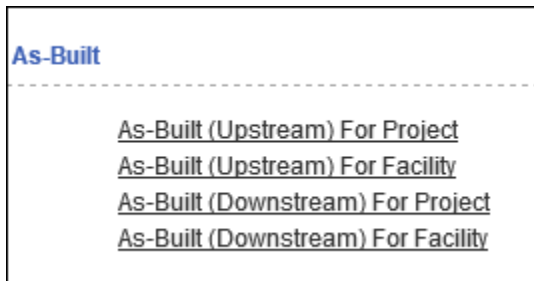 As-Built
As-Built (Upstream) For Project
As-Built (Upstream) For Facility
As-Built (Downstream) For Project
As-Built (Downstream) For Facility